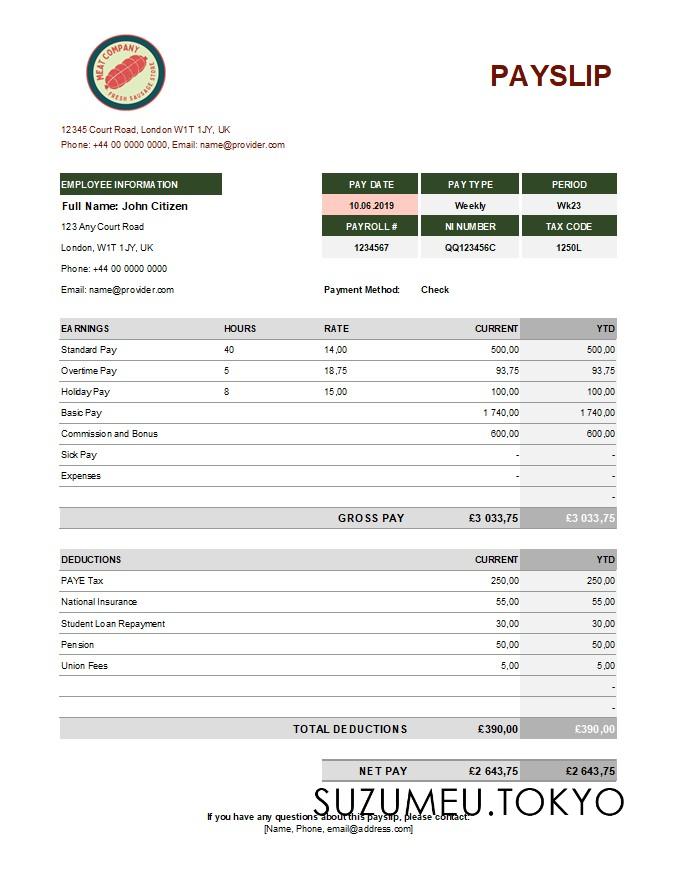 MEAT COMPANY
FRESH SAUSAGE STORE
PAYSLIP
12345 Court Road, London W1T 1JY, UK
Phone: +44 00 0000 0000, Email: name@provider.com
EMPLOYEE INFORMATION PAY DATE PAY TYPE PERIOD
Full Name: John Citizen 10.06.2019 Weekly Wk23
123 Any Court Road PAYROLL # NI NUMBER TAX CODE
London, W1T 1JY, UK 1234567 QQ123456C 1250L
Phone: +44 00 0000 0000
Email: name@provider.com Payment Method: Check
EARNINGS HOURS RATE CURRENT YTD
Standard Pay 40 14,00 500,00 500,00
Overtime Pay 5 18,75 93,75 93,75
Holiday Pay 8 15,00 100,00 100,00
Basic Pay 1 740,00 1 740,00
Commission and Bonus 600,00 600,00
Sick Pay - -
Expenses - -
-
GROSS PAY £3 033,75 £3 033,75
DEDUCTIONS CURRENT YTD
PAYE Tax 250,00 250,00
National Insurance 55,00 55,00
Student Loan Repayment 30,00 30,00
Pension 50,00 50,00
Union Fees 5,00 5,00
-
-
TOTAL DEDUCTIONS £390,00 £390,00
NET PAY £2 643,75 £2 643,75
SUZUMEU.TOKYO
If you have any questions about this payslip, please contact:
[Name, Phone, email@address.com]